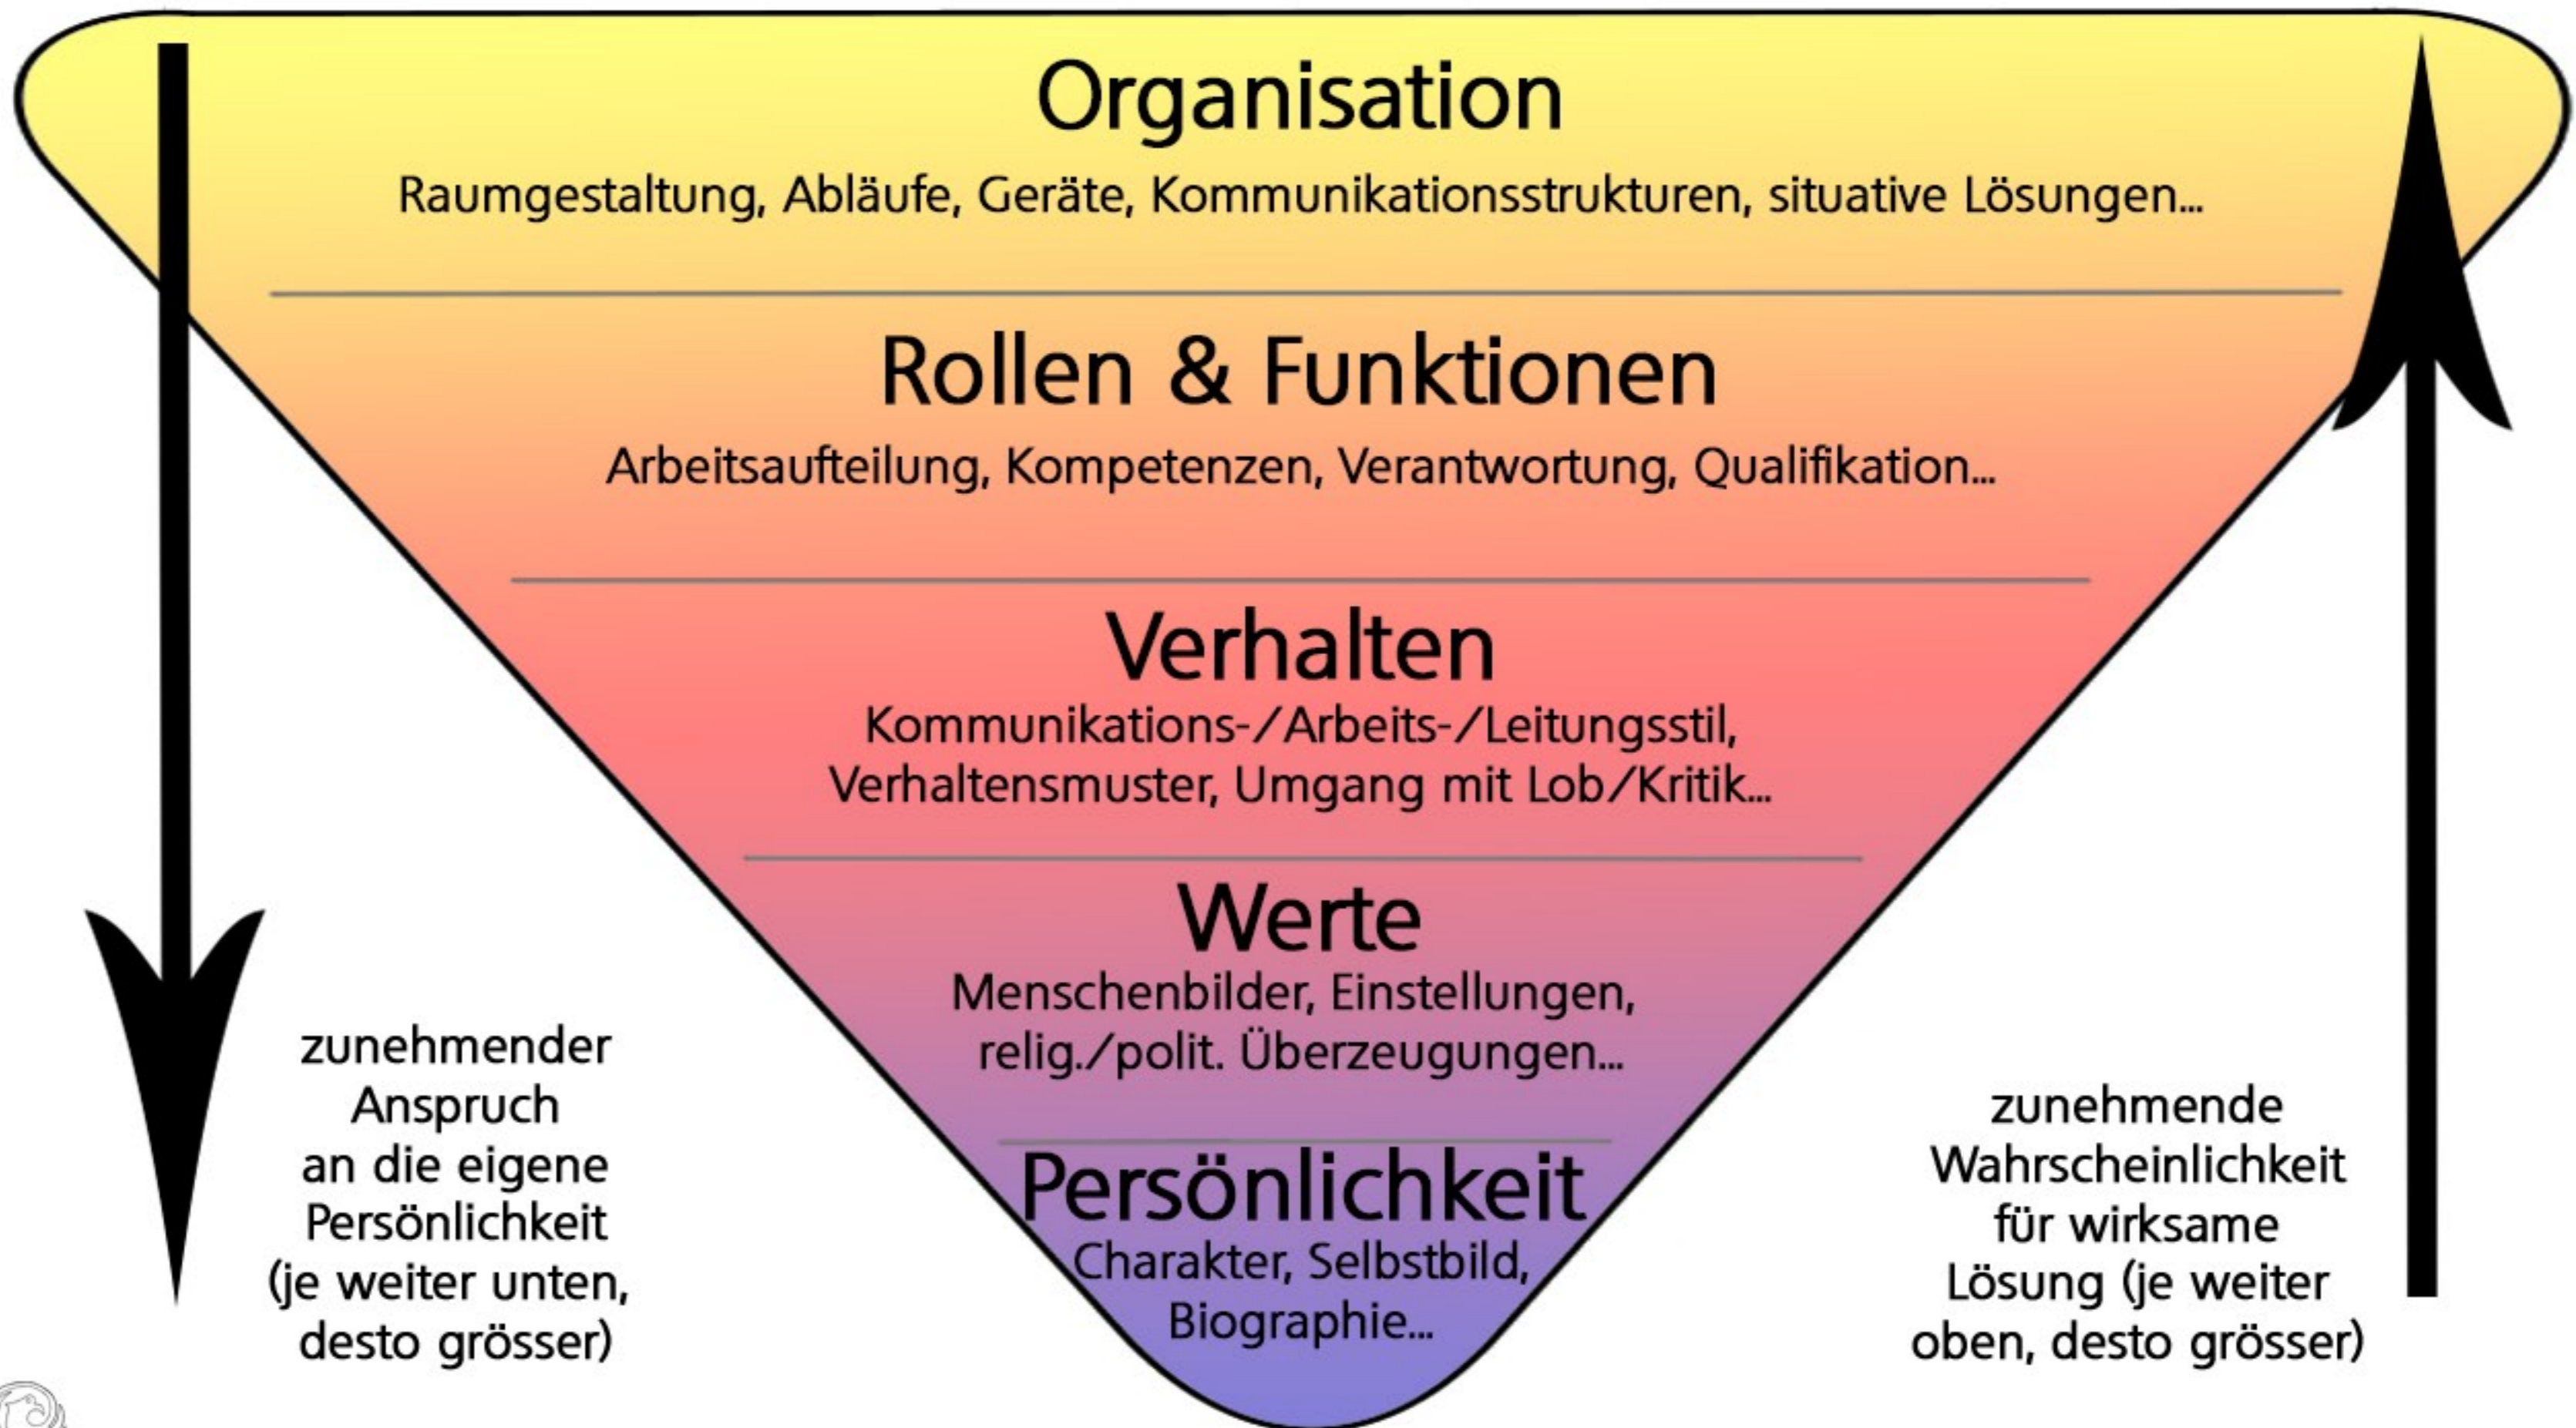 Organisation
Raumgestaltung, Abläufe, Geräte, Kommunikationsstrukturen, situative Lösungen...
Rollen & Funktionen
Arbeitsaufteilung, Kompetenzen, Verantwortung, Qualifikation...
Verhalten
Kommunikations-/Arbeits-/Leitungsstil,
Verhaltensmuster, Umgang mit Lob/Kritik...
Werte
Menschenbilder, Einstellungen,
relig./polit. Überzeugungen...
Persönlichkeit
Charakter, Selbstbild,
Biographie...
zunehmender
Anspruch
an die eigene
Persönlichkeit
(je weiter unten,
desto grösser)
zunehmende
Wahrscheinlichkeit
für wirksame
Lösung (je weiter
oben, desto grösser)